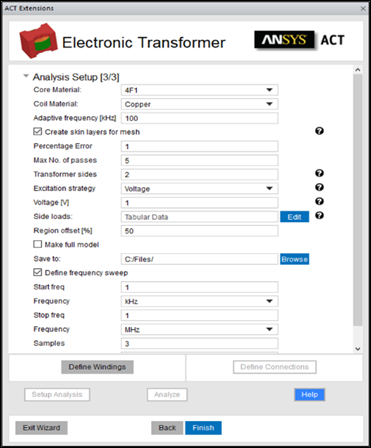 ACT Extensions
Electronic Transformer
ANSYS ACT
Analysis Setup [3/3]
Core Material: 4F1
Coil Material: Copper
Adaptive frequency [kHz] 100
Create skin layers for mesh
Percentage Error 1
Max No. of passes 5
Transformer sides 2
Excitation strategy Voltage
Voltage [V] 1
Side loads: Tabular Data Edit
Region offset [%] 50
Make full model
Save to: C:/Files/ Browse
Define frequency sweep
Start freq 1
Frequency kHz
Stop freq 1
Frequency MHz
Samples 3
Define Windings Define Connections
Setup Analysis Analyze Help
Exit Wizard Back Finish